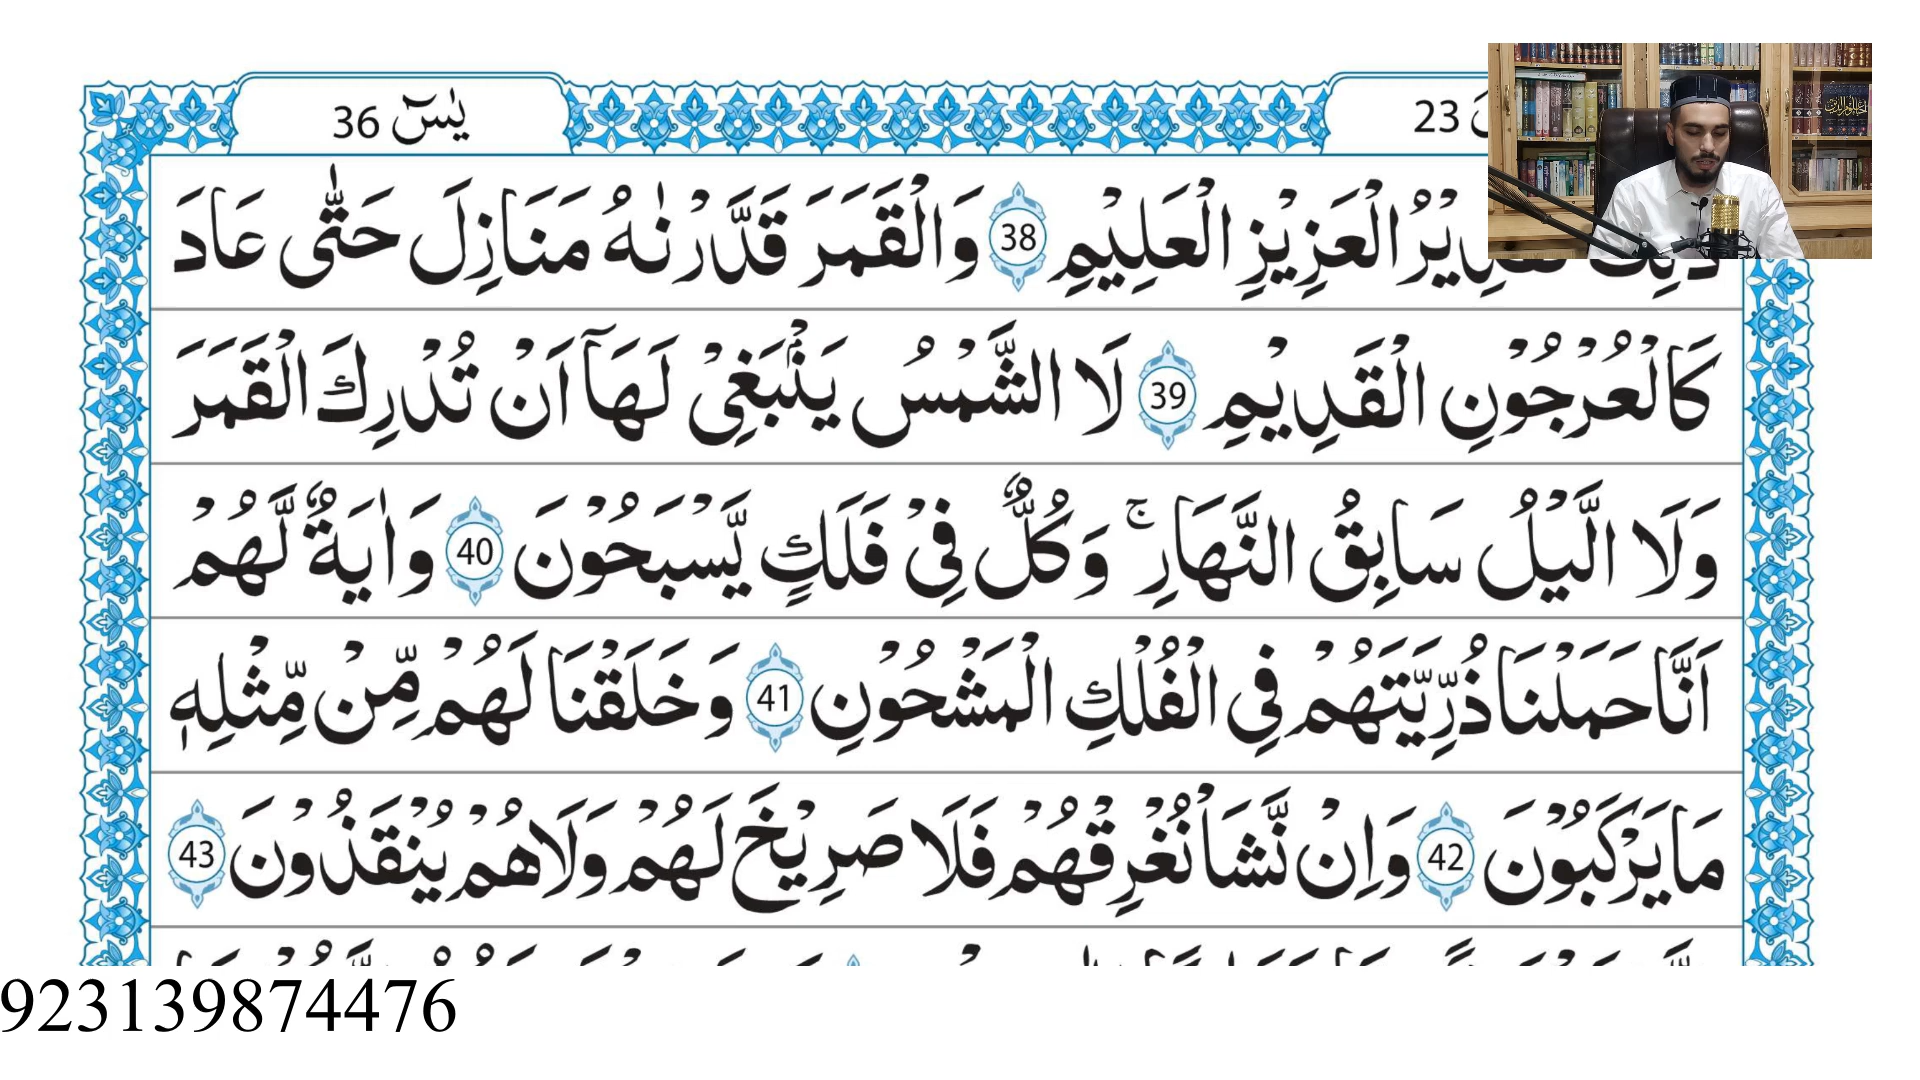 يٰسٓ 36
23
الْعَزِيْزِ الْعَلِيْمِ 38 وَالْقَمَرَ قَدَّرْنٰهُ مَنَازِلَ حَتّٰى عَادَ
كَالْعُرْجُوْنِ الْقَدِيْمِ 39 لَا الشَّمْسُ يَنْۢبَغِىْ لَهَاۤ اَنْ تُدْرِكَ الْقَمَرَ
وَلَا الَّيْلُ سَابِقُ النَّهَارِ ۚ وَكُلٌّ فِىْ فَلَكٍ يَّسْبَحُوْنَ 40 وَاٰيَةٌ لَّهُمْ
اَنَّا حَمَلْنَا ذُرِّيَّتَهُمْ فِى الْفُلْكِ الْمَشْحُوْنِ 41 وَخَلَقْنَا لَهُمْ مِّنْ مِّثْلِهٖ
مَا يَرْكَبُوْنَ 42 وَاِنْ نَّشَاْ نُغْرِقْهُمْ فَلَا صَرِيْخَ لَهُمْ وَلَا هُمْ يُنْقَذُوْنَ 43
923139874476